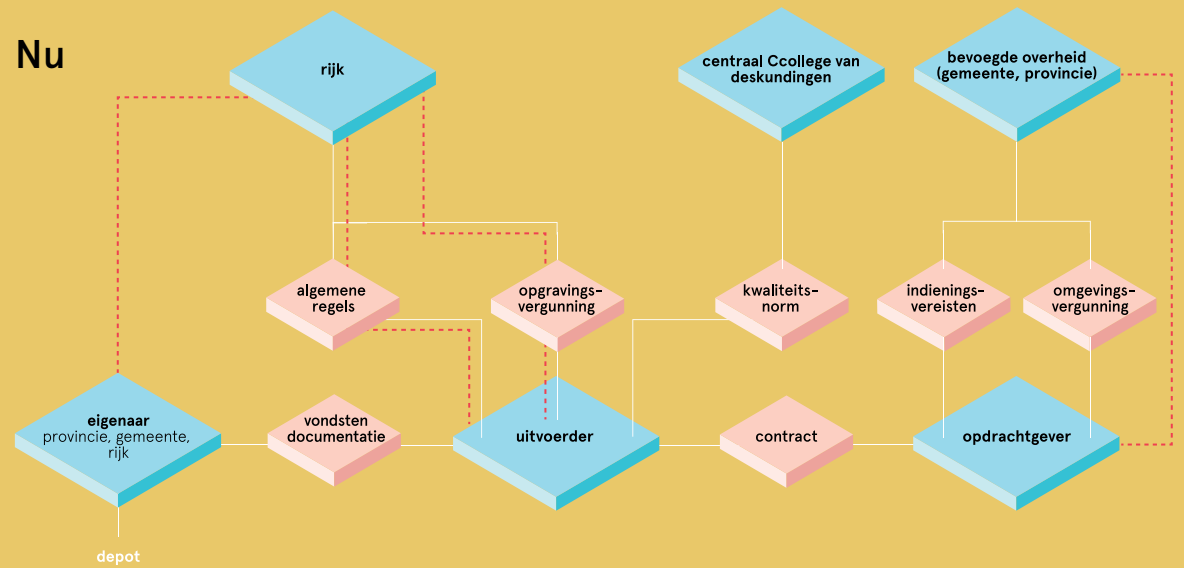 Nu
rijk
centraal Ccollege van
deskundingen
bevoegde overheid
(gemeente, provincie)
algemene
regels
opgravings-
vergunning
kwaliteits-
norm
indienings-
vereisten
omgevings-
vergunning
eigenaar
provincie, gemeente,
rijk
vondsten
documentatie
uitvoerder
contract
opdrachtgever
depot